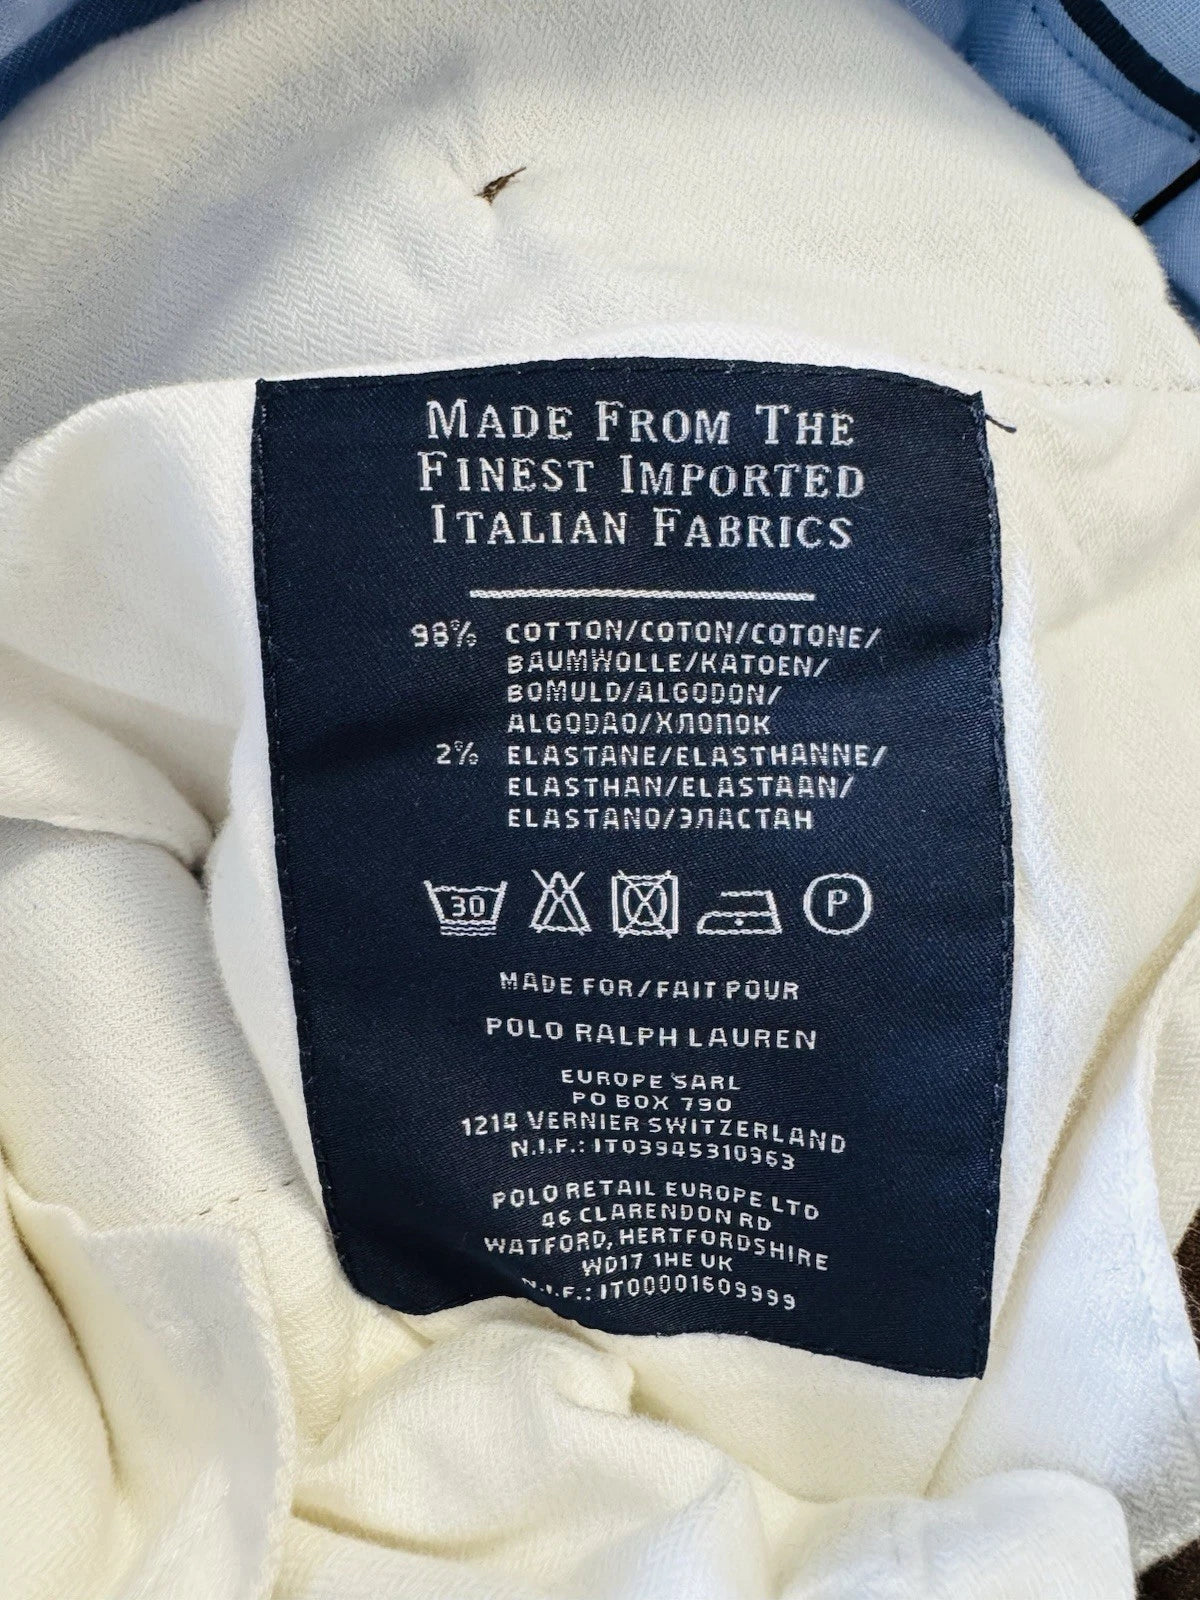 MADE FROM THE
FINEST IMPORTED
ITALIAN FABRICS
98% COTTON/COTON/COTONE/
BAUMWOLLE/KATOEN/
BOMULD/ALGODON/
ALGODAO/ХЛОПОК
2% ELASTANE/ELASTHANNE/
ELASTHAN/ELASTAAN/
ELASTANO/ЭЛАСТАН
30 P
MADE FOR/FAIT POUR
POLO RALPH LAUREN
EUROPE SARL
PO BOX 790
1214 VERNIER SWITZERLAND
N.I.F.: IT03945310963
POLO RETAIL EUROPE LTD
46 CLARENDON RD
WATFORD, HERTFORDSHIRE
WD17 1HE UK
N.I.F.: IT00001609999